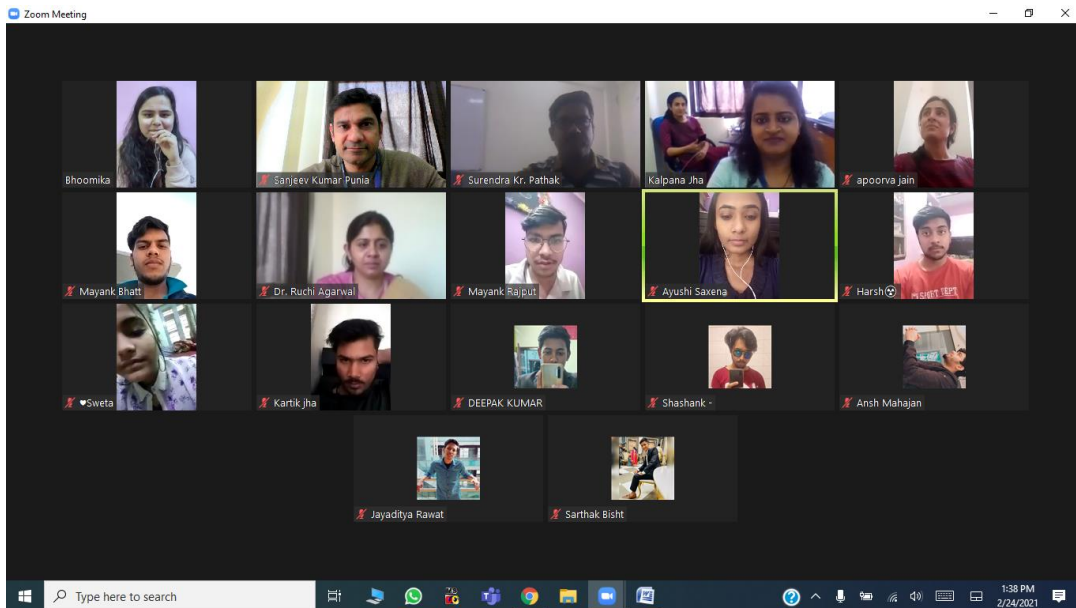 Zoom Meeting
Bhoomika
Sanjeev Kumar Punia
Surendra Kr. Pathak
Kalpana Jha
apoorva jain
Mayank Bhatt
Dr. Ruchi Agarwal
Mayank Rajput
Ayushi Saxena
Harsh☢
♥Sweta
Kartik jha
DEEPAK KUMAR
Shashank -
Ansh Mahajan
Jayaditya Rawat
Sarthak Bisht
Type here to search
1:38 PM
2/24/2021